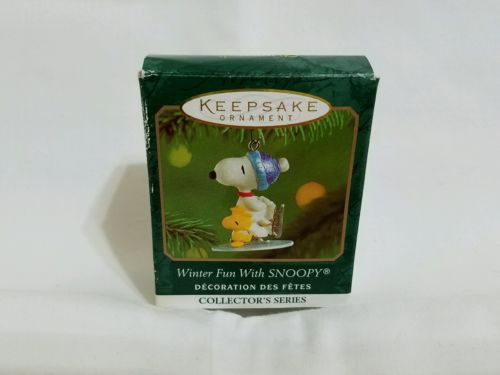 KEEPSAKE
ORNAMENT
Winter Fun With SNOOPY®
DÉCORATION DES FÊTES
COLLECTOR'S SERIES